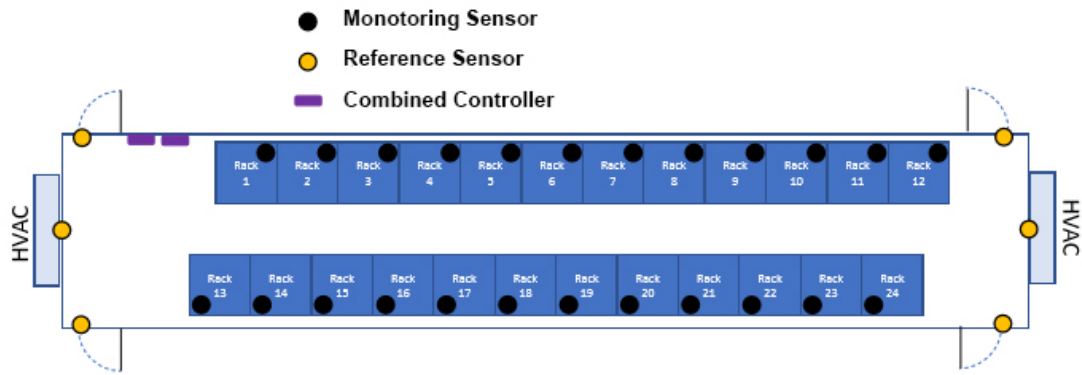 Monotoring Sensor
Reference Sensor
Combined Controller
HVAC
Rack
1
Rack
2
Rack
3
Rack
4
Rack
5
Rack
6
Rack
7
Rack
8
Rack
9
Rack
10
Rack
11
Rack
12
HVAC
Rack
13
Rack
14
Rack
15
Rack
16
Rack
17
Rack
18
Rack
19
Rack
20
Rack
21
Rack
22
Rack
23
Rack
24